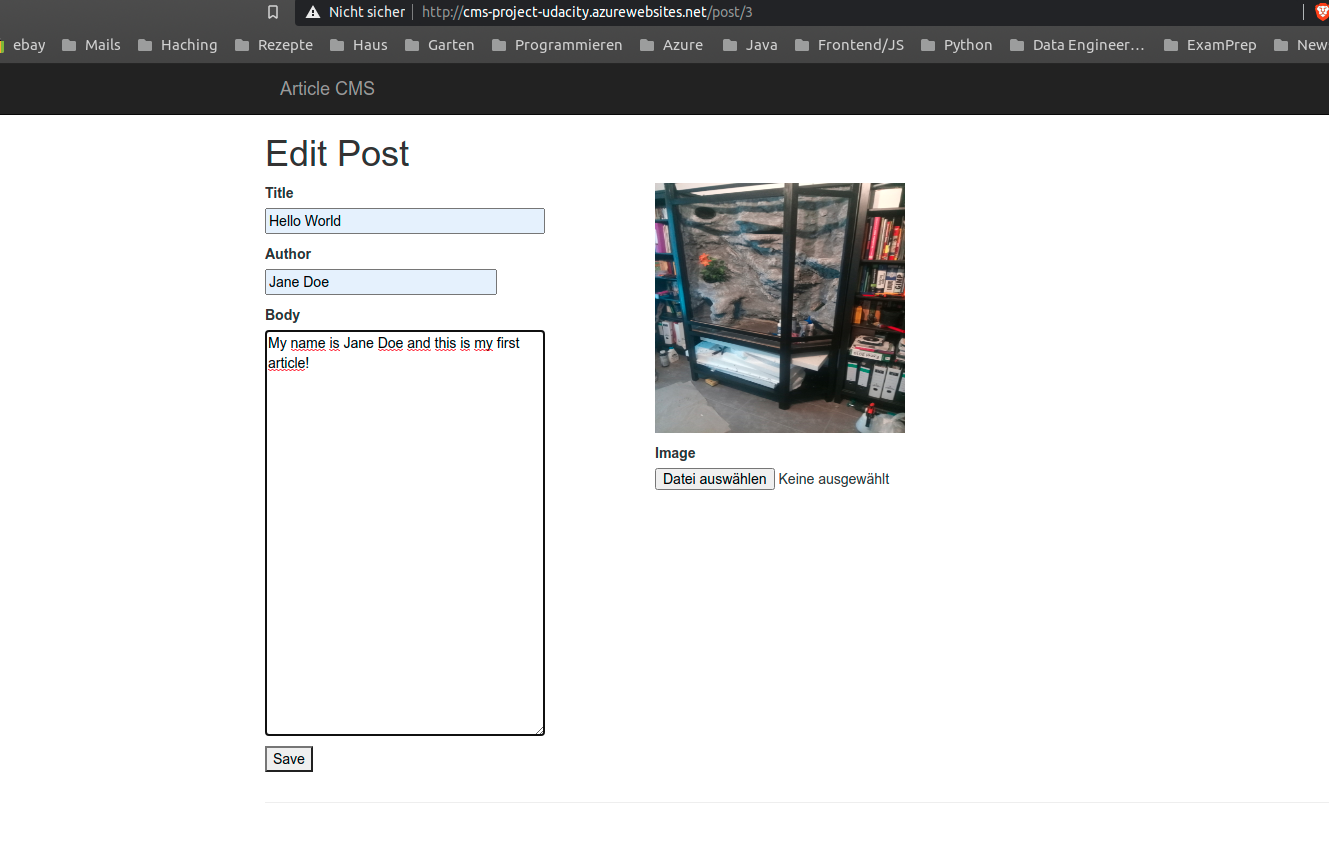 Nicht sicher http://cms-project-udacity.azurewebsites.net/post/3
ebay Mails Haching Rezepte Haus Garten Programmieren Azure Java Frontend/JS Python Data Engineer… ExamPrep New
Article CMS
Edit Post
Title
Hello World
Author
Jane Doe
Body
My name is Jane Doe and this is my first
article!
Image
Datei auswählen Keine ausgewählt
Save